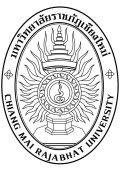 มหาวิทยาลัยราชภัฏเชียงใหม่
CHIANG MAI RAJABHAT UNIVERSITY